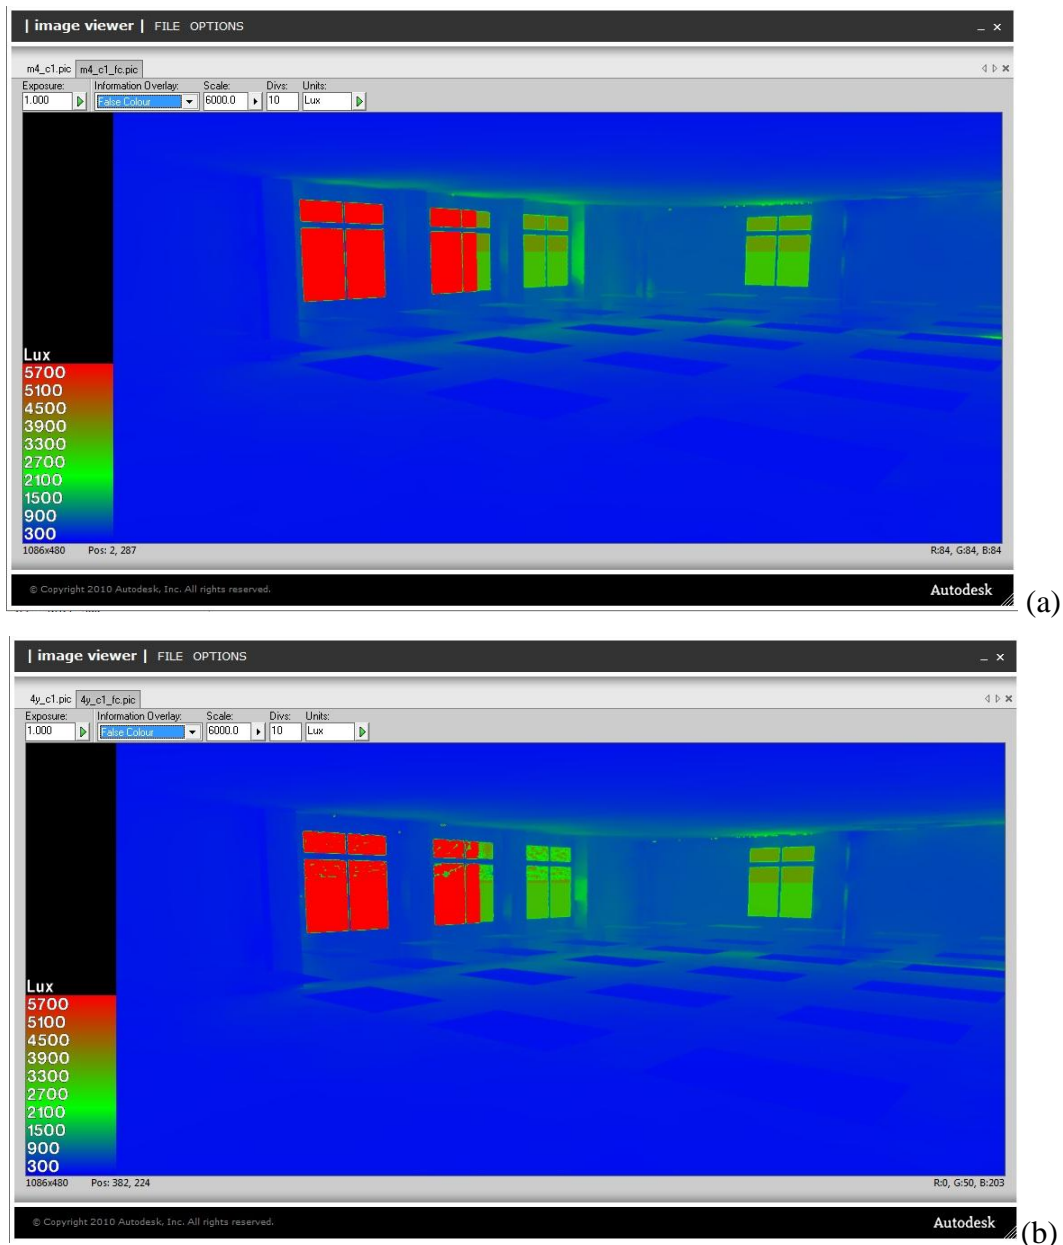 | image viewer | FILE OPTIONS
m4_c1.pic m4_c1_fc.pic
Exposure: Information Overlay: Scale: Divs: Units:
1.000 False Colour 6000.0 10 Lux
Lux
5700
5100
4500
3900
3300
2700
2100
1500
900
300
1086x480 Pos: 2, 287 R:84, G:84, B:84
© Copyright 2010 Autodesk, Inc. All rights reserved. Autodesk
(a)
| image viewer | FILE OPTIONS
4y_c1.pic 4y_c1_fc.pic
Exposure: Information Overlay: Scale: Divs: Units:
1.000 False Colour 6000.0 10 Lux
Lux
5700
5100
4500
3900
3300
2700
2100
1500
900
300
1086x480 Pos: 382, 224 R:0, G:50, B:203
© Copyright 2010 Autodesk, Inc. All rights reserved. Autodesk
(b)